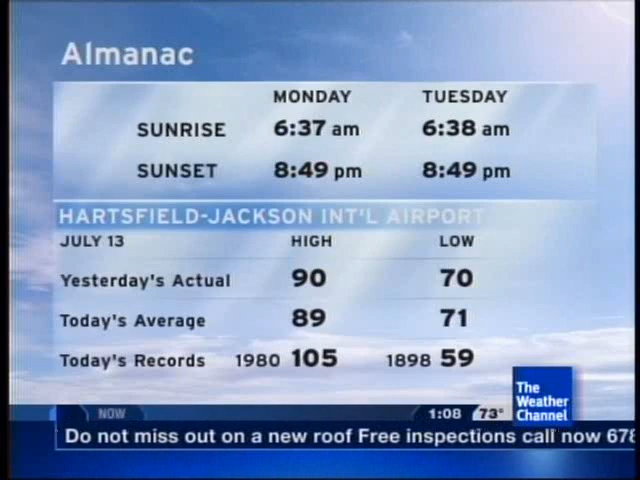 Almanac
MONDAY TUESDAY
SUNRISE 6:37 am 6:38 am
SUNSET 8:49 pm 8:49 pm
HARTSFIELD-JACKSON INT'L AIRPORT
JULY 13 HIGH LOW
Yesterday's Actual 90 70
Today's Average 89 71
Today's Records 1980 105 1898 59
The
Weather
Channel
NOW 1:08 73°
Do not miss out on a new roof Free inspections call now 678